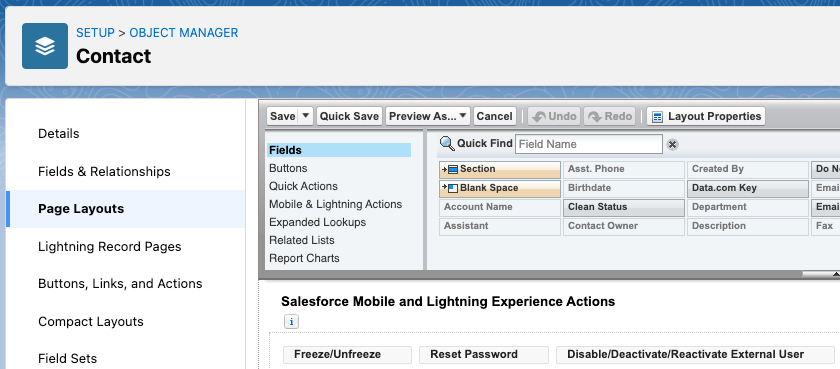 SETUP > OBJECT MANAGER
Contact
Details
Fields & Relationships
Page Layouts
Lightning Record Pages
Buttons, Links, and Actions
Compact Layouts
Field Sets
Save Quick Save Preview As... Cancel Undo Redo Layout Properties
Fields
Buttons
Quick Actions
Mobile & Lightning Actions
Expanded Lookups
Related Lists
Report Charts
Quick Find Field Name
Section Asst. Phone Created By Do N
Blank Space Birthdate Data.com Key Emai
Account Name Clean Status Department Emai
Assistant Contact Owner Description Fax
Salesforce Mobile and Lightning Experience Actions
i
Freeze/Unfreeze Reset Password Disable/Deactivate/Reactivate External User